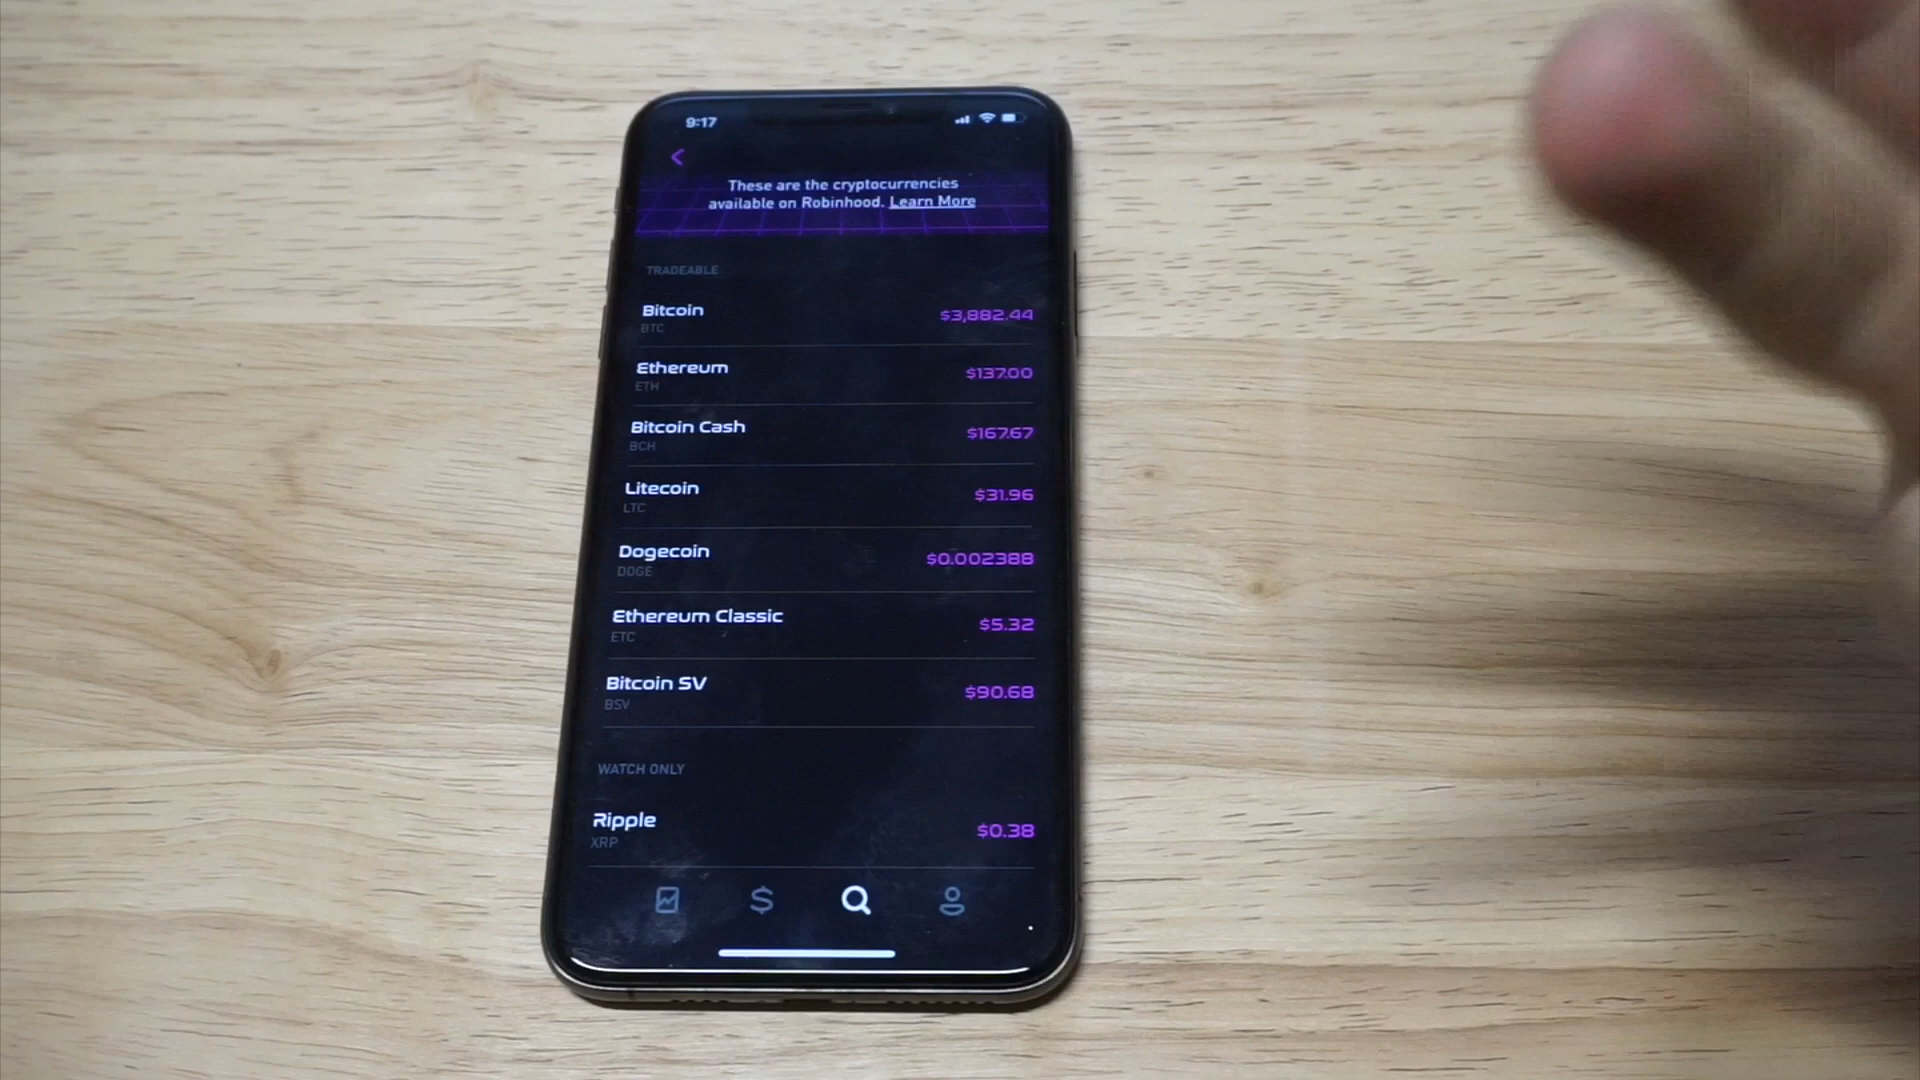 9:17
These are the cryptocurrencies
available on Robinhood. Learn More
TRADEABLE
Bitcoin $3,882.44
BTC
Ethereum $137.00
ETH
Bitcoin Cash $167.67
BCH
Litecoin $31.96
LTC
Dogecoin $0.002388
DOGE
Ethereum Classic $5.32
ETC
Bitcoin SV $90.68
BSV
WATCH ONLY
Ripple $0.38
XRP